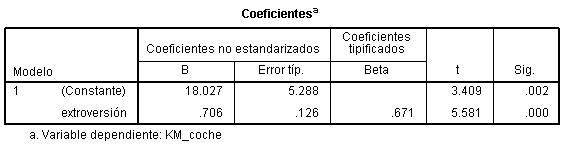 Coeficientesa
Coeficientes no estandarizados Coeficientes tipificados
Modelo B Error típ. Beta t Sig.
1 (Constante) 18.027 5.288 3.409 .002
extroversión .706 .126 .671 5.581 .000
a. Variable dependiente: KM_coche